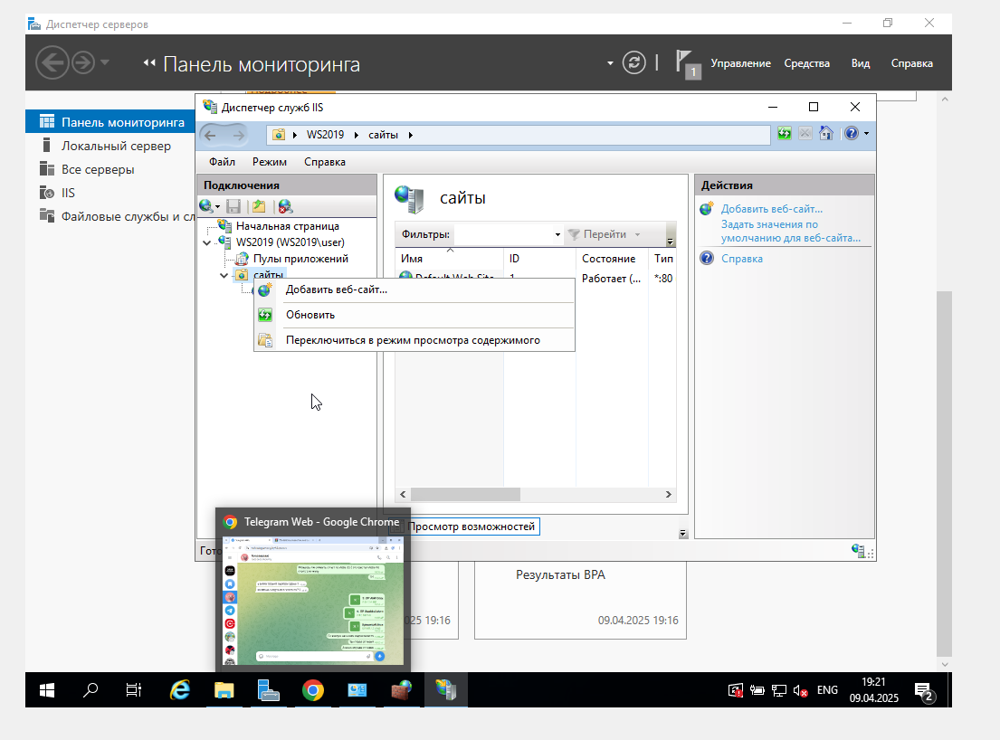 Диспетчер серверов
Панель мониторинга
1
Управление
Средства
Вид
Справка
Подробнее
Панель мониторинга
Локальный сервер
Все серверы
IIS
Файловые службы и сл
Диспетчер служб IIS
WS2019
сайты
Файл
Режим
Справка
Подключения
Начальная страница
WS2019 (WS2019\user)
Пулы приложений
сайты
Добавить веб-сайт...
Обновить
Переключиться в режим просмотра содержимого
сайты
Фильтры:
Перейти
Имя
ID
Состояние
Тип
Default Web Site
1
Работает (...
*:80
Действия
Добавить веб-сайт...
Задать значения по
умолчанию для веб-сайта...
Справка
Просмотр возможностей
Гото
Telegram Web - Google Chrome
025 19:16
Результаты BPA
09.04.2025 19:16
ENG
19:21
09.04.2025
2